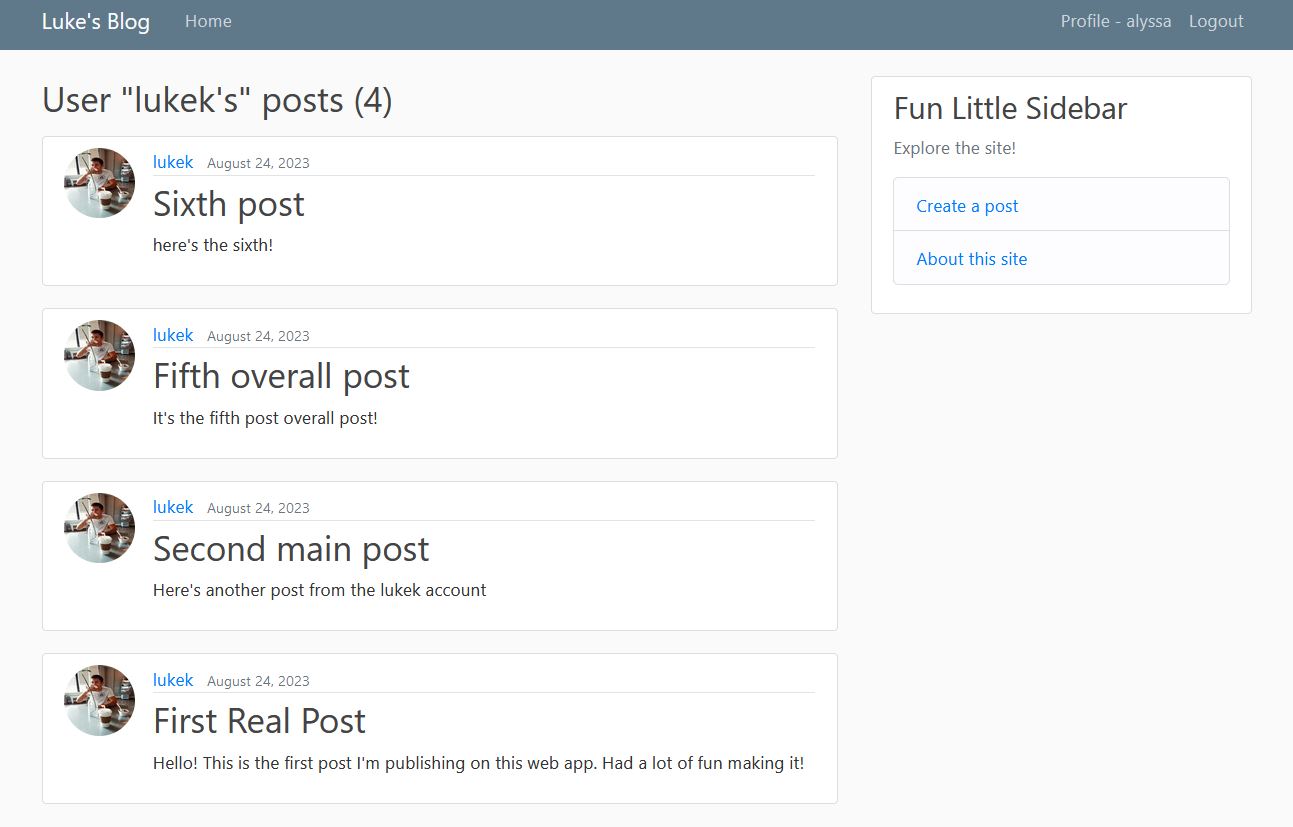 Luke's Blog Home Profile - alyssa Logout
User "lukek's" posts (4)
lukek August 24, 2023
Sixth post
here's the sixth!
lukek August 24, 2023
Fifth overall post
It's the fifth post overall post!
lukek August 24, 2023
Second main post
Here's another post from the lukek account
lukek August 24, 2023
First Real Post
Hello! This is the first post I'm publishing on this web app. Had a lot of fun making it!
Fun Little Sidebar
Explore the site!
Create a post
About this site